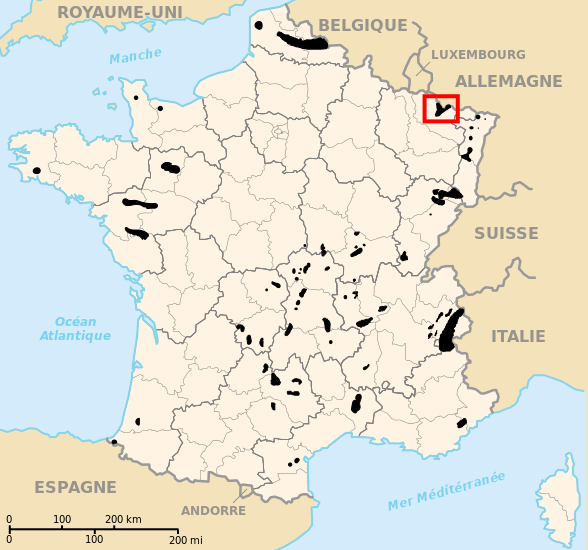 ROYAUME-UNI
BELGIQUE
Manche
LUXEMBOURG
ALLEMAGNE
SUISSE
Océan
Atlantique
ITALIE
ESPAGNE
ANDORRE
Mer Méditérranée
0 100 200 km
0 100 200 mi